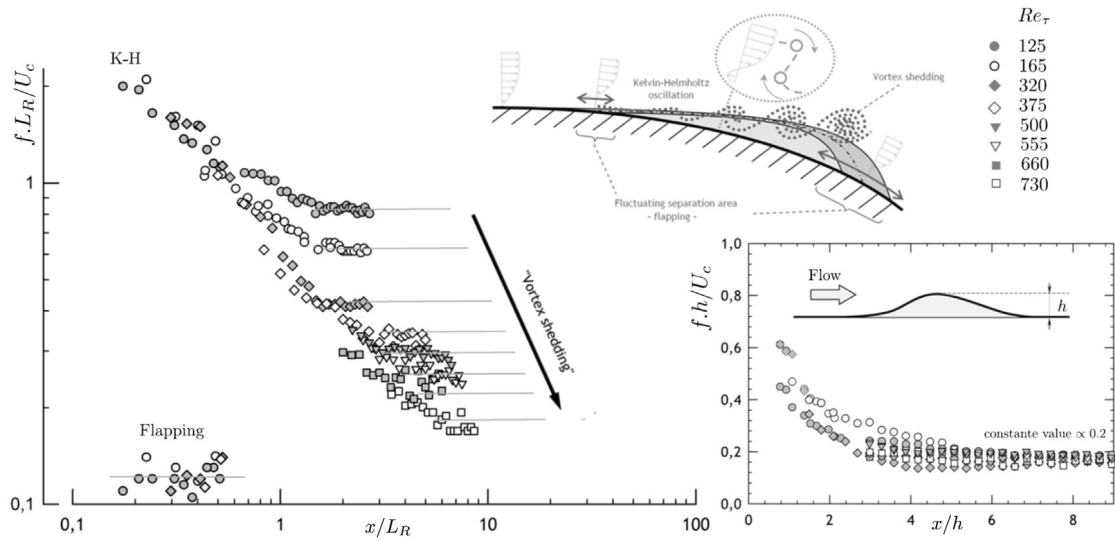 K-H
f.L_R/U_c
1
0,1
Flapping
0,1
1
10
100
x/L_R
"Vortex shedding"
Kelvin-Helmholtz
oscillation
Vortex shedding
Fluctuating separation area
- flapping -
Re_τ
125
165
320
375
500
555
660
730
f.h/U_c
1,0
0,8
0,6
0,4
0,2
0,0
Flow
h
constante value ∝ 0.2
0
2
4
6
8
x/h